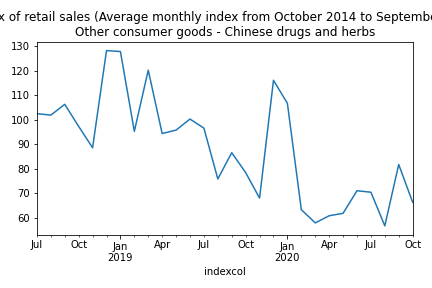 of retail sales (Average monthly index from October 2014 to
Other consumer goods - Chinese drugs and herbs
130
120
110
100
90
80
70
60
Jul Oct Jan Apr Jul Oct Jan Apr Jul Oct
2019 2020
indexcol